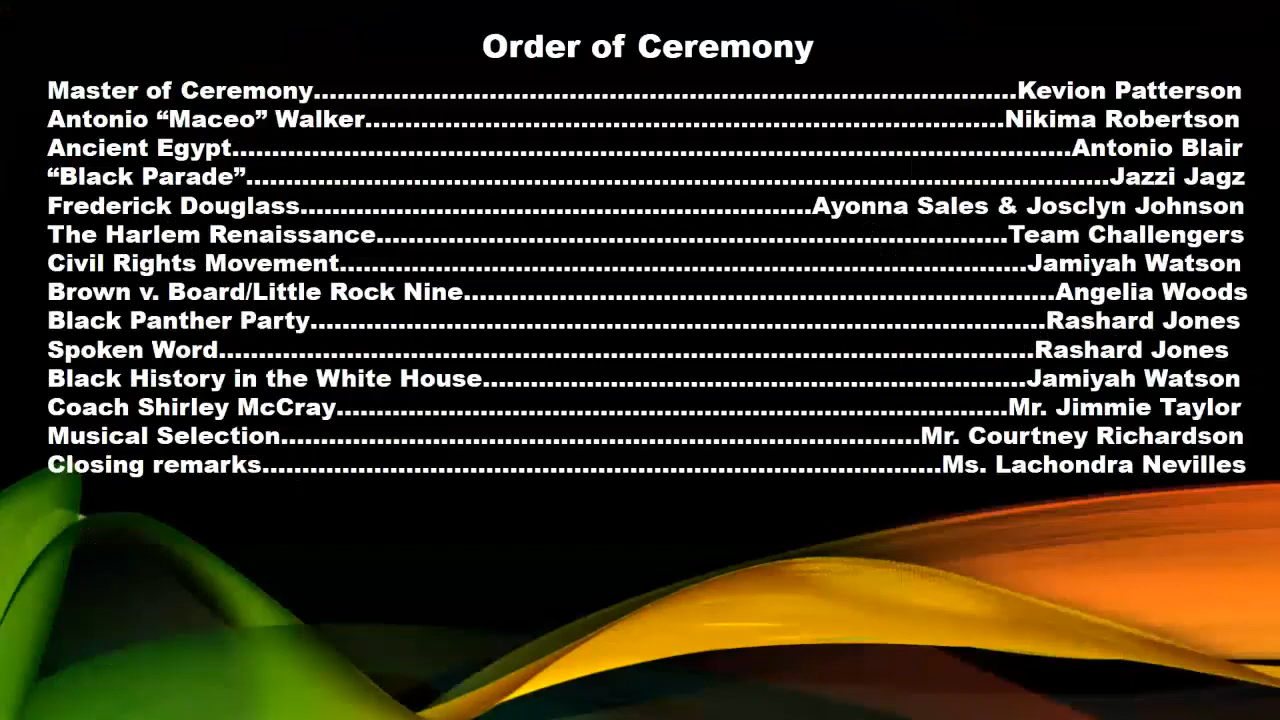 Order of Ceremony
Master of Ceremony........................................................................................Kevion Patterson
Antonio “Maceo” Walker................................................................................Nikima Robertson
Ancient Egypt.........................................................................................................Antonio Blair
“Black Parade”............................................................................................................Jazzi Jagz
Frederick Douglass................................................................Ayonna Sales & Josclyn Johnson
The Harlem Renaissance...............................................................................Team Challengers
Civil Rights Movement......................................................................................Jamiyah Watson
Brown v. Board/Little Rock Nine..........................................................................Angelia Woods
Black Panther Party............................................................................................Rashard Jones
Spoken Word......................................................................................................Rashard Jones
Black History in the White House....................................................................Jamiyah Watson
Coach Shirley McCray....................................................................................Mr. Jimmie Taylor
Musical Selection................................................................................Mr. Courtney Richardson
Closing remarks.....................................................................................Ms. Lachondra Nevilles